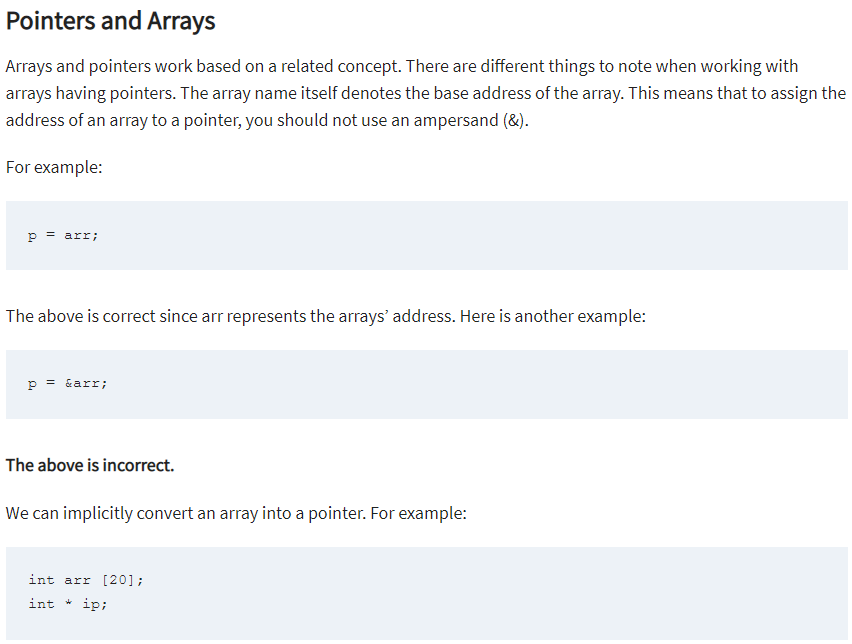 Pointers and Arrays
Arrays and pointers work based on a related concept. There are different things to note when working with
arrays having pointers. The array name itself denotes the base address of the array. This means that to assign the
address of an array to a pointer, you should not use an ampersand (&).
For example:
p = arr;
The above is correct since arr represents the arrays’ address. Here is another example:
p = &arr;
The above is incorrect.
We can implicitly convert an array into a pointer. For example:
int arr [20];
int * ip;